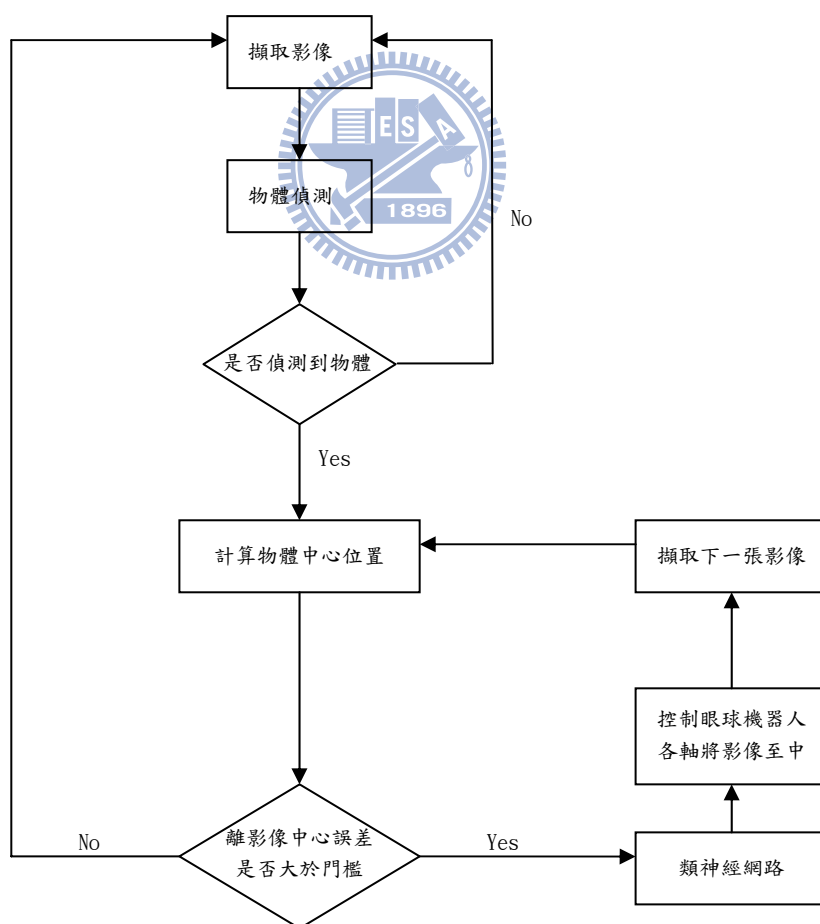 擷取影像
E S A
物體偵測
1896
No
是否偵測到物體
Yes
計算物體中心位置
擷取下一張影像
控制眼球機器人
各軸將影像至中
離影像中心誤差
是否大於門檻
No
Yes
類神經網路